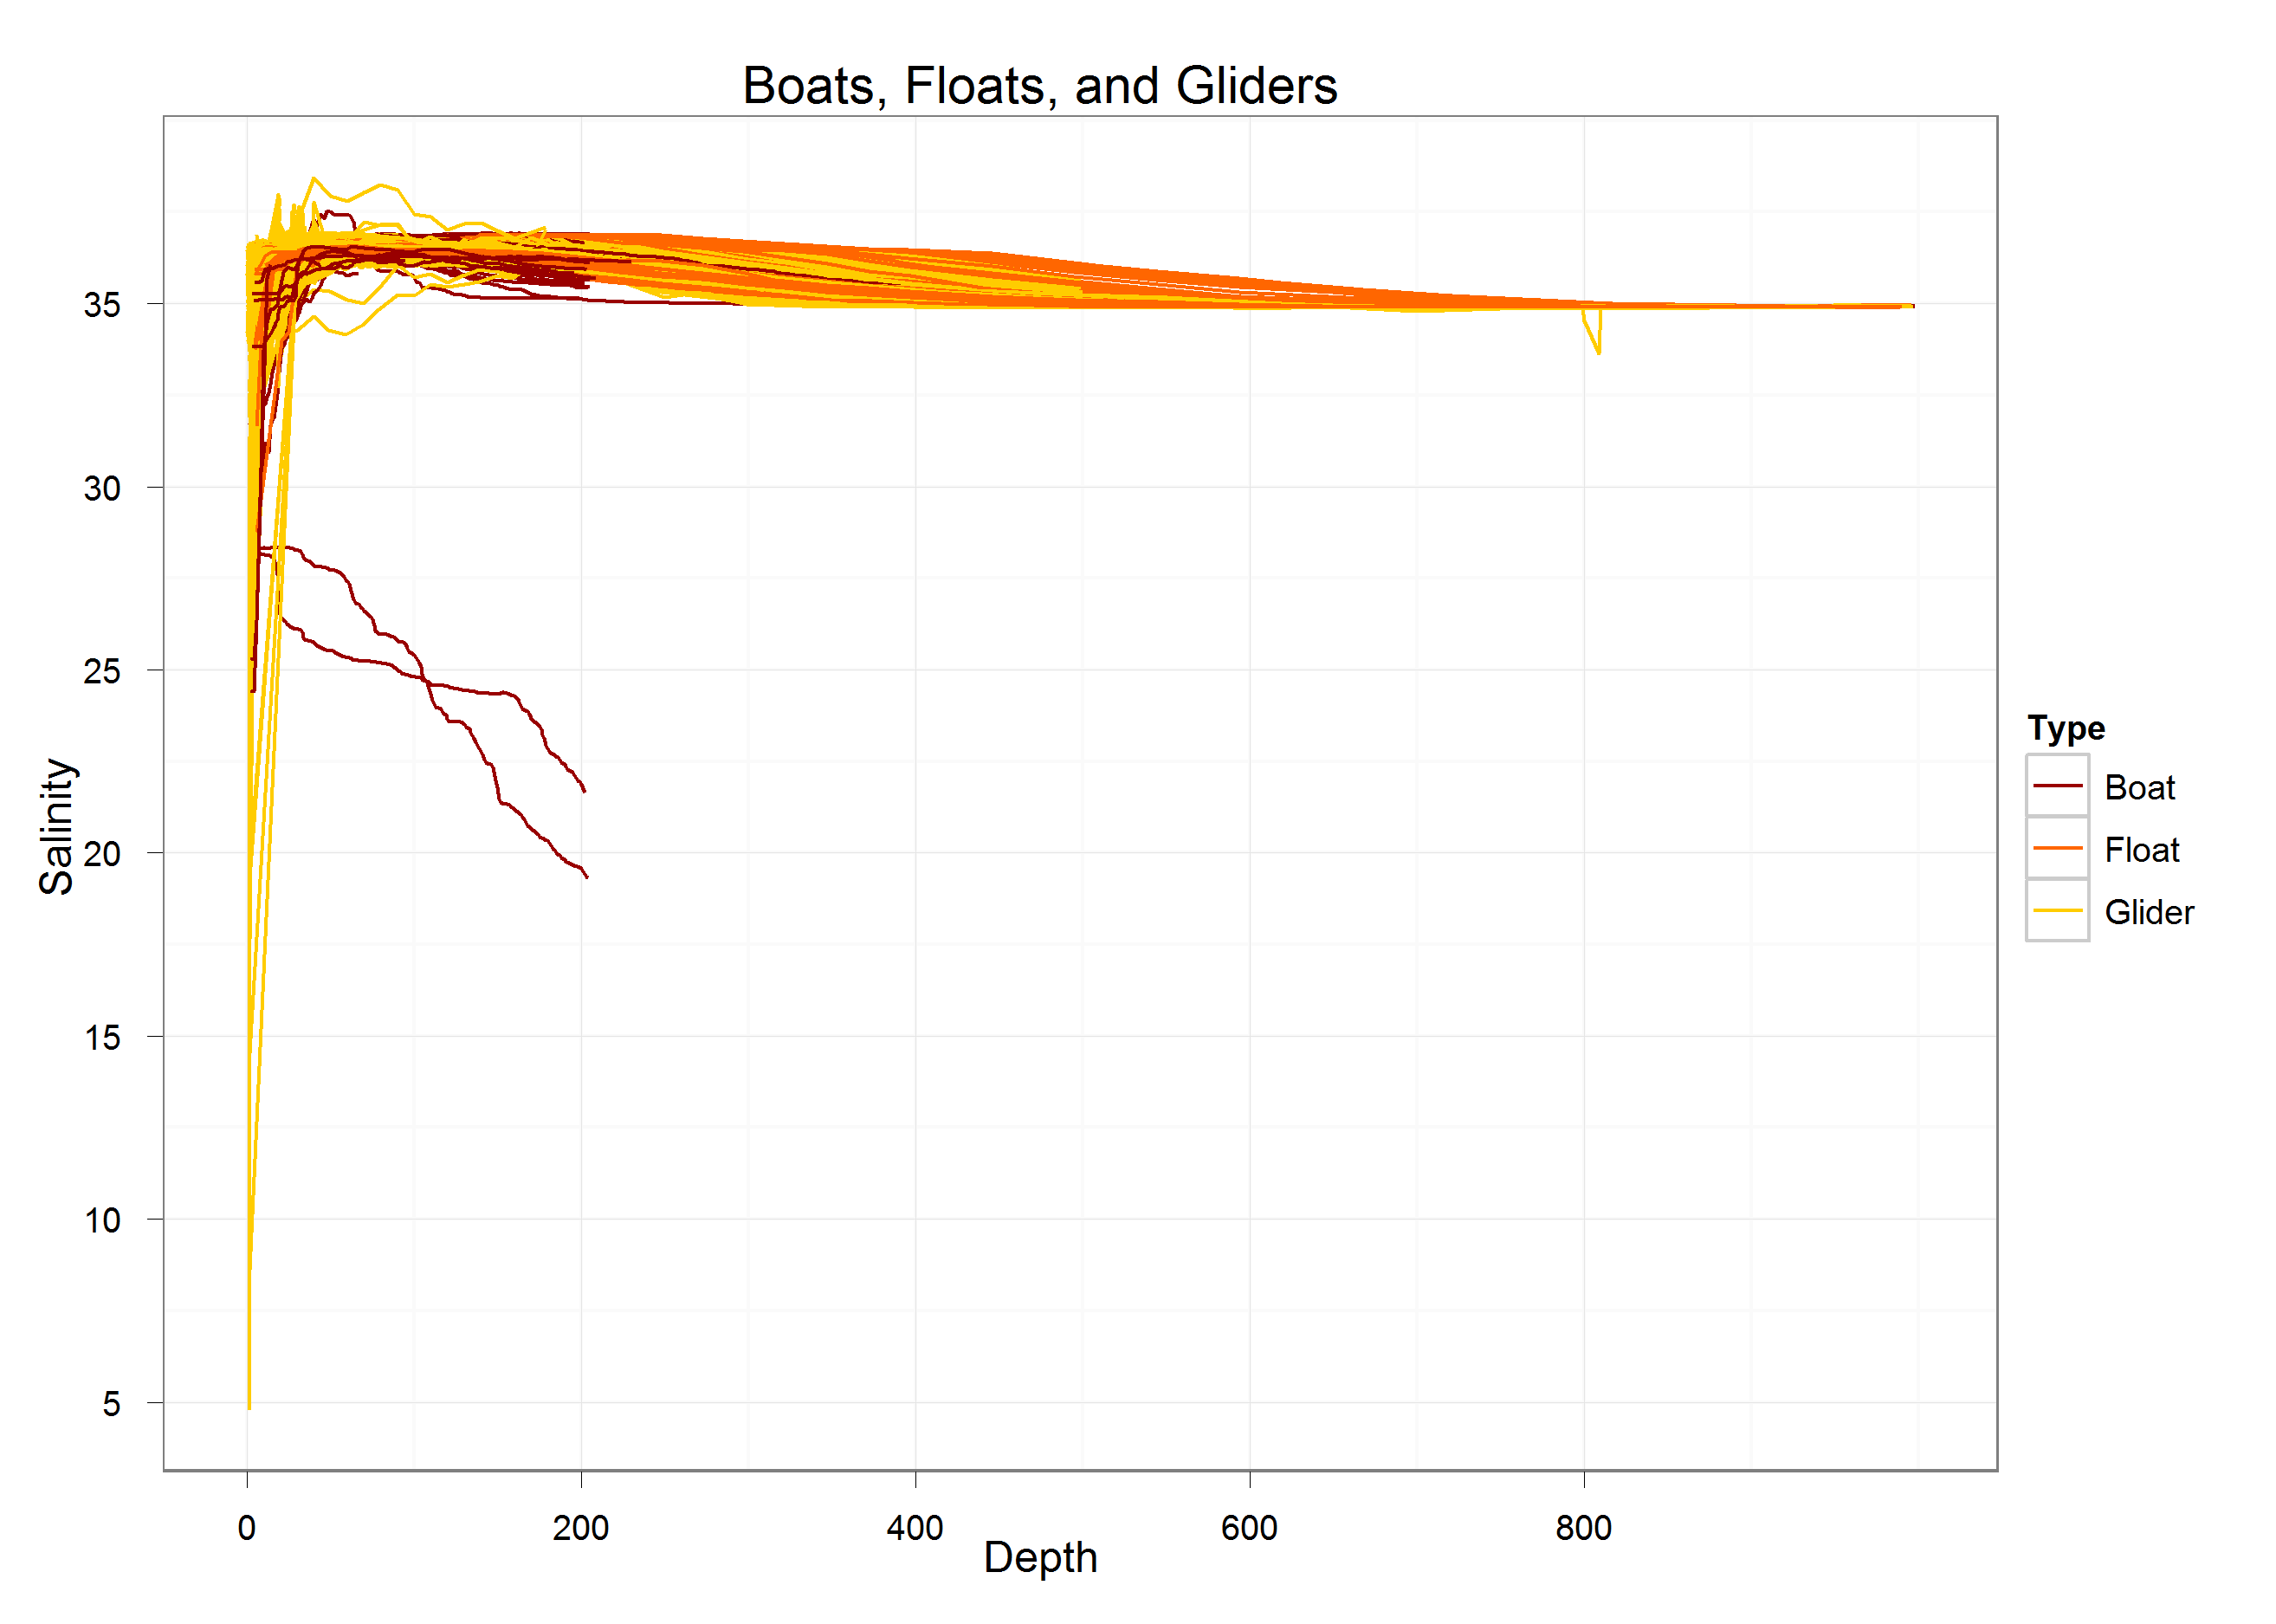 Boats, Floats, and Gliders
Salinity
35
30
25
20
15
10
5
0 200 400 600 800
Depth
Type
Boat
Float
Glider